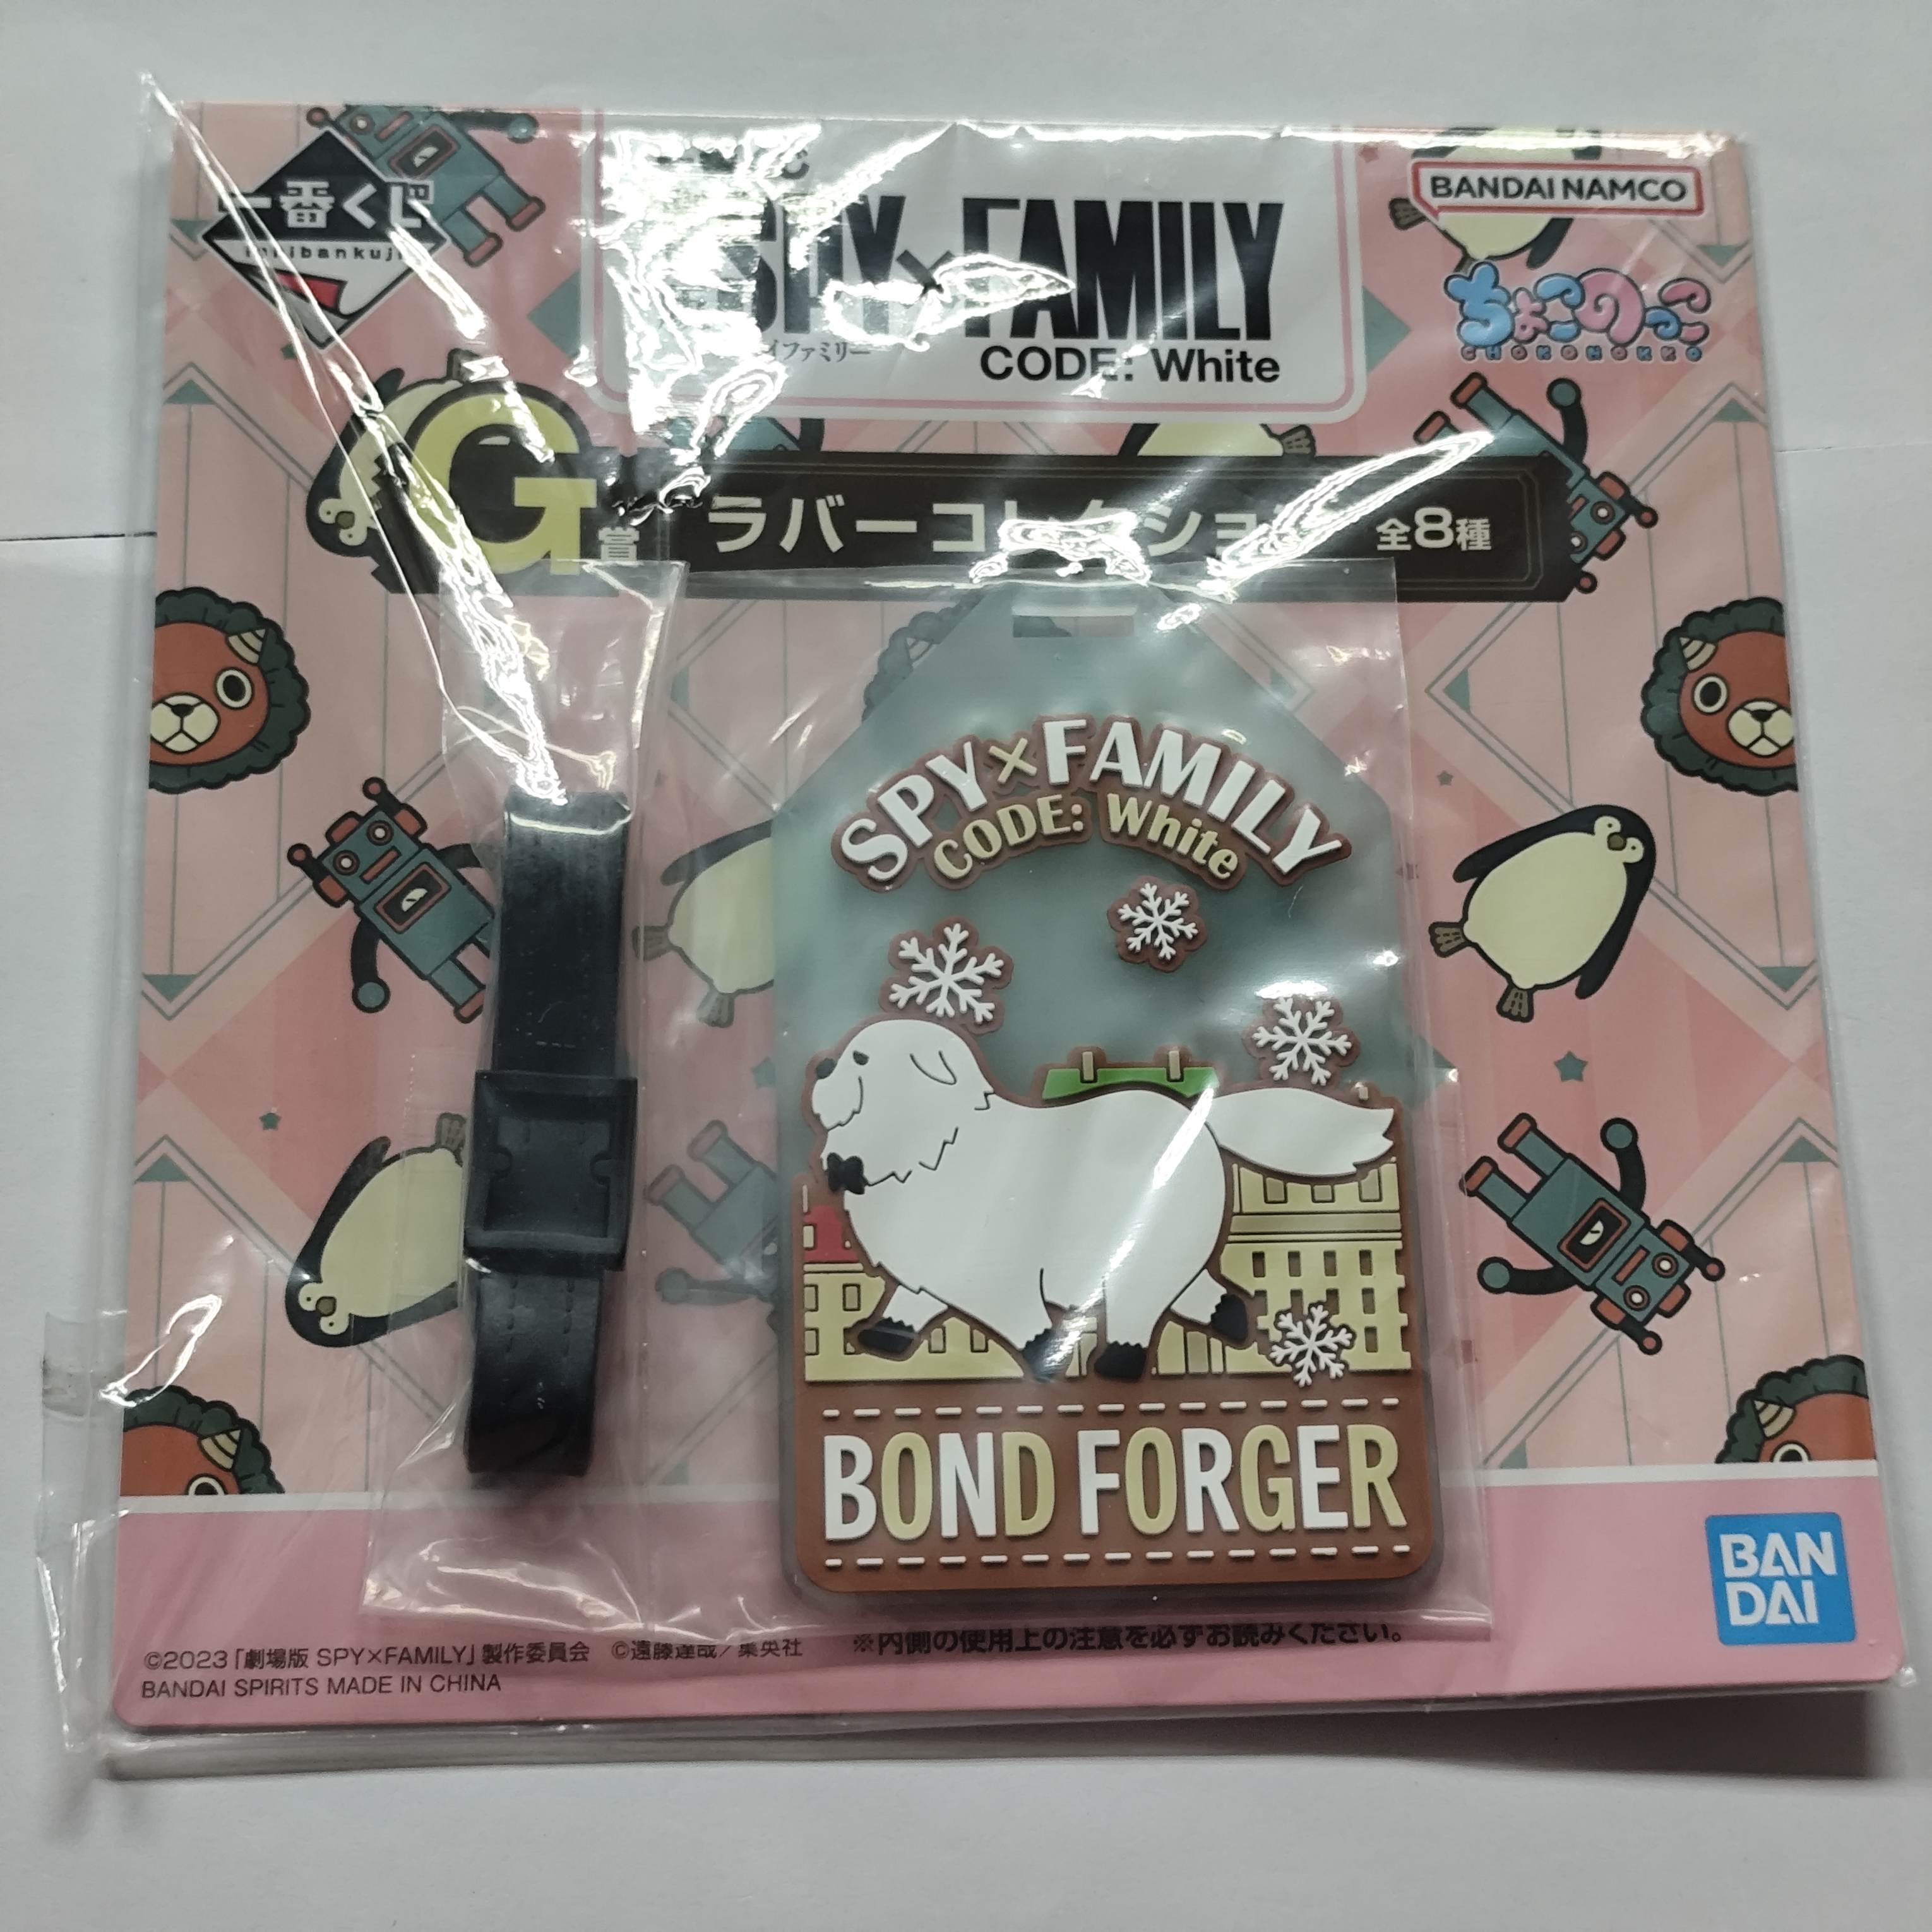 一番くじ
ichibankuji
SPY×FAMILY
CODE: White
BANDAI NAMCO
ちょこのっこ
CHOKONOKKO
G賞
ラバーコレクション 全8種
SPY×FAMILY
CODE: White
BOND FORGER
BAN
DAI
©2023「劇場版 SPY×FAMILY」製作委員会 ©遠藤達哉/集英社
※内側の使用上の注意を必ずお読みください。
BANDAI SPIRITS MADE IN CHINA